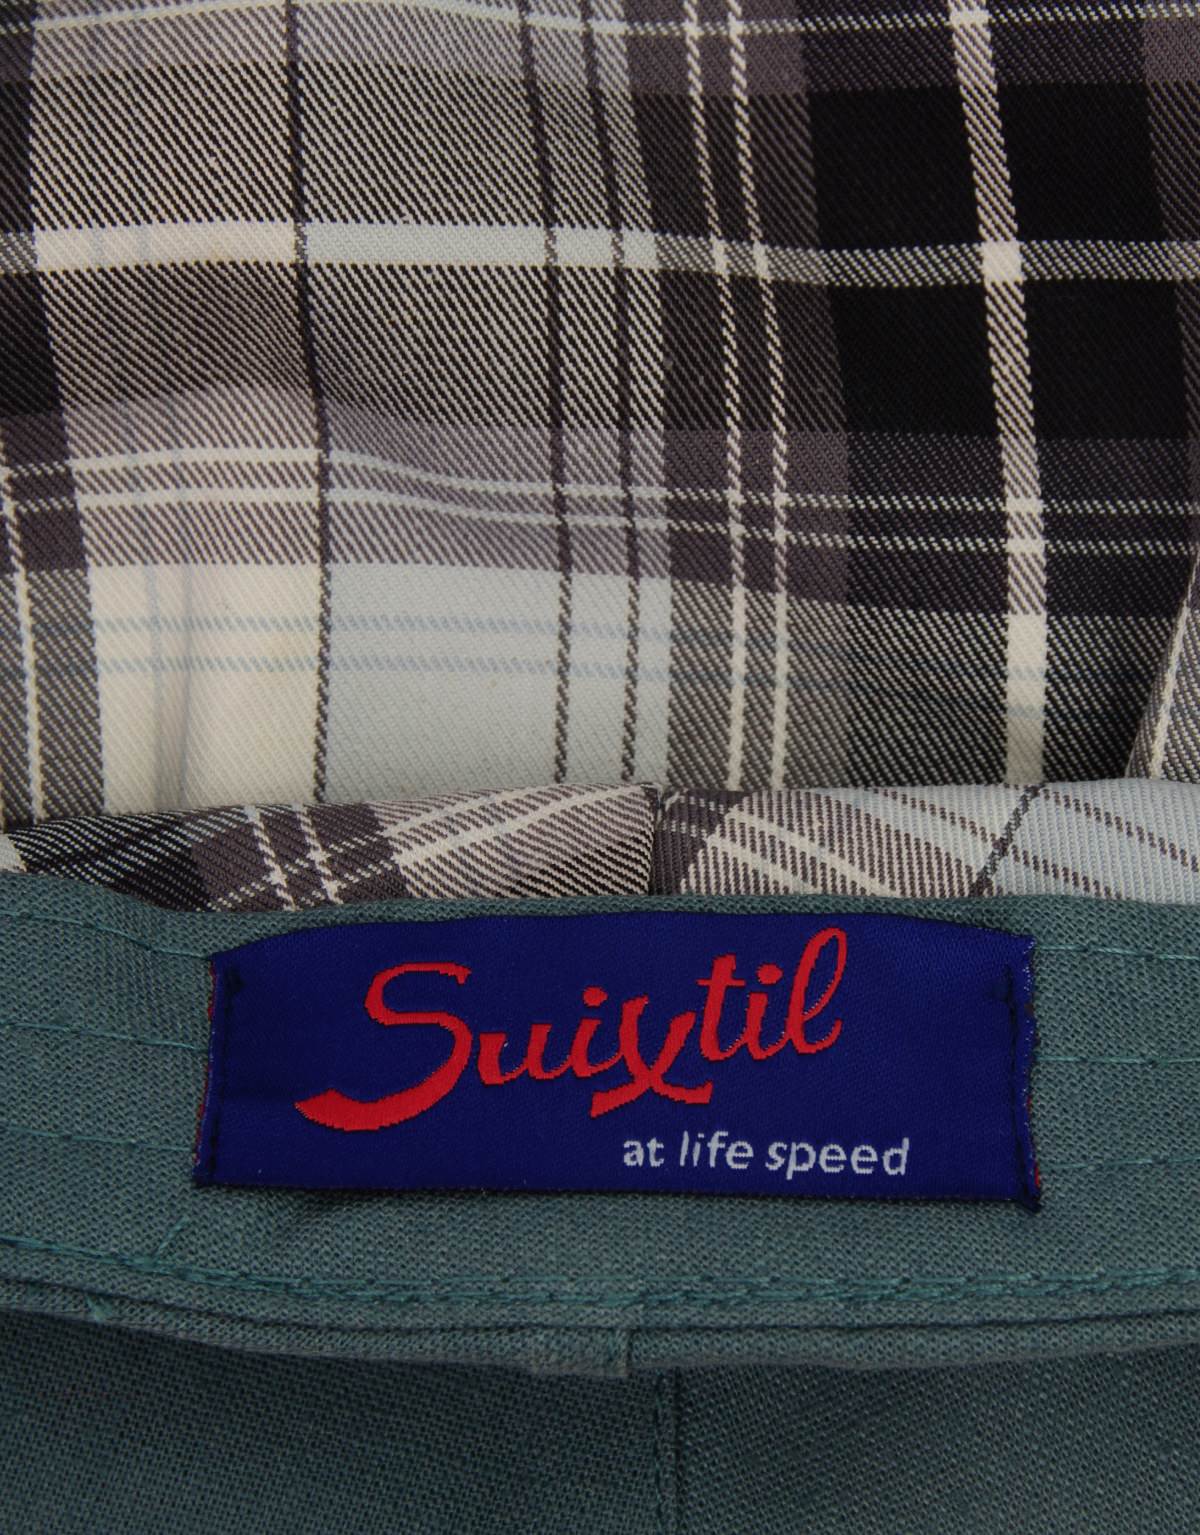 Suixtil
at life speed